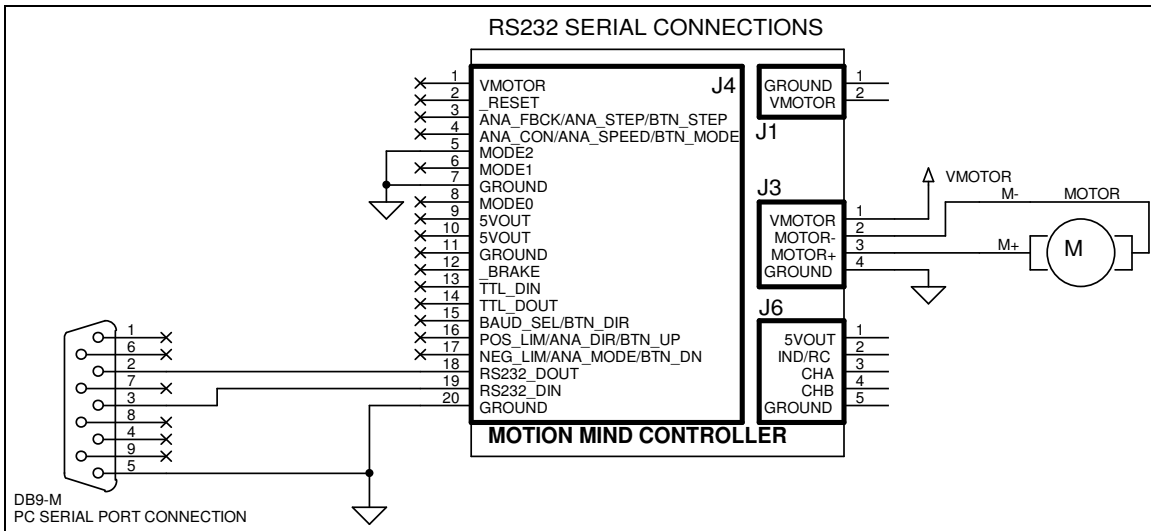 RS232 SERIAL CONNECTIONS
J4
1 VMOTOR
2 _RESET
3 ANA_FBCK/ANA_STEP/BTN_STEP
4 ANA_CON/ANA_SPEED/BTN_MODE
5 MODE2
6 MODE1
7 GROUND
8 MODE0
9 5VOUT
10 5VOUT
11 GROUND
12 _BRAKE
13 TTL_DIN
14 TTL_DOUT
15 BAUD_SEL/BTN_DIR
16 POS_LIM/ANA_DIR/BTN_UP
17 NEG_LIM/ANA_MODE/BTN_DN
18 RS232_DOUT
19 RS232_DIN
20 GROUND
MOTION MIND CONTROLLER
GROUND 1
VMOTOR 2
J1
J3
VMOTOR 1
MOTOR- 2
MOTOR+ 3
GROUND 4
J6
5VOUT 1
IND/RC 2
CHA 3
CHB 4
GROUND 5
VMOTOR
M- MOTOR
M+ M
1
6
2
7
3
8
4
9
5
DB9-M
PC SERIAL PORT CONNECTION